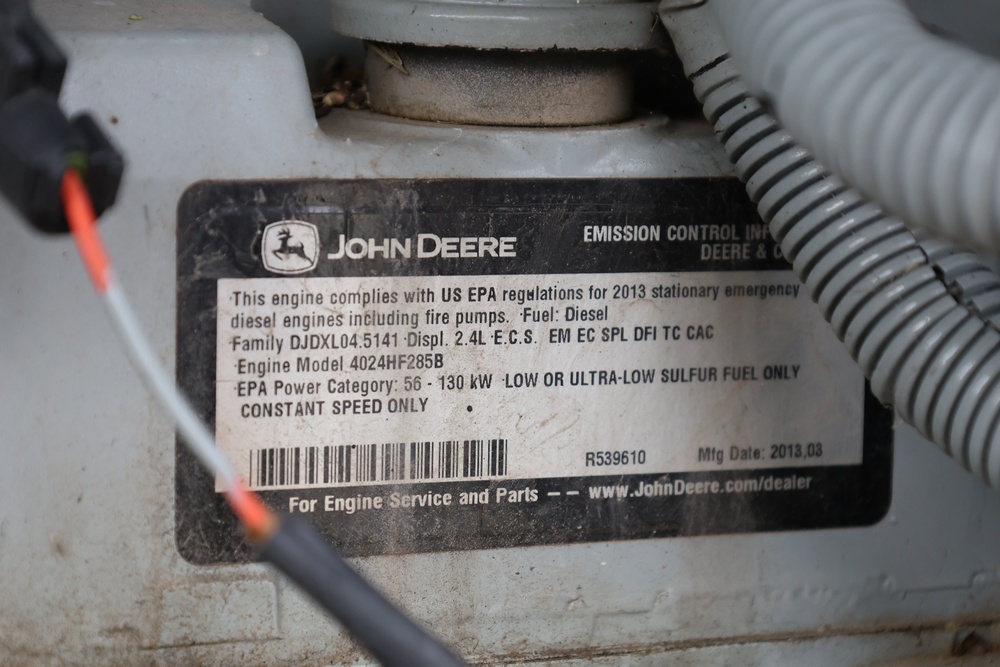 JOHN DEERE
EMISSION CONTROL
DEERE &
This engine complies with US EPA regulations for 2013 stationary emergency
diesel engines including fire pumps. Fuel: Diesel
Family DJDXL04.5141 Displ. 2.4L E.C.S. EM EC SPL DFI TC CAC
Engine Model 4024HF285B
EPA Power Category: 56 - 130 kW LOW OR ULTRA-LOW SULFUR FUEL ONLY
CONSTANT SPEED ONLY
R539610 Mfg Date: 2013,03
For Engine Service and Parts -- www.JohnDeere.com/dealer